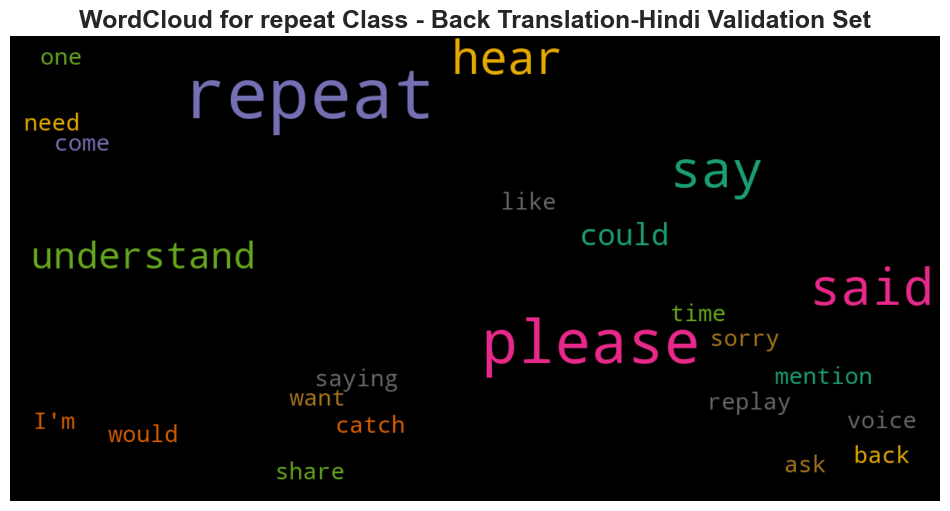 WordCloud for repeat Class - Back Translation-Hindi Validation Set
one
hear
repeat
need
come
say
like
could
understand
said
time
please
sorry
saying
mention
want
replay
I'm
would
catch
voice
back
share
ask